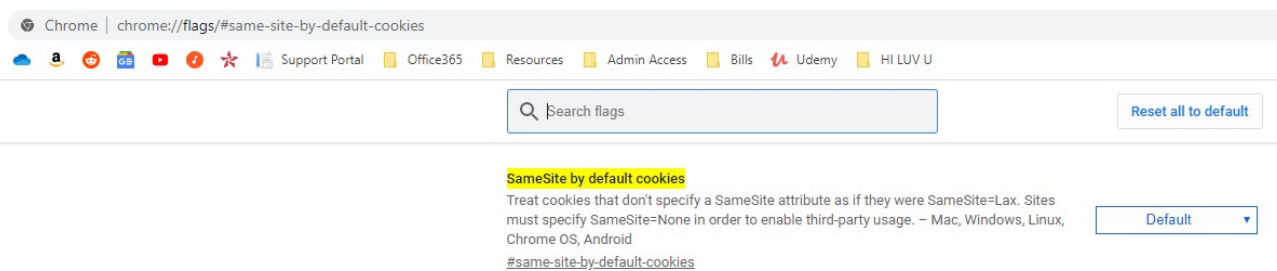 Chrome | chrome://flags/#same-site-by-default-cookies
a GE Support Portal Office365 Resources Admin Access Bills Udemy HI LUV U
Search flags
Reset all to default
SameSite by default cookies
Treat cookies that don't specify a SameSite attribute as if they were SameSite=Lax. Sites
must specify SameSite=None in order to enable third-party usage. – Mac, Windows, Linux,
Default
Chrome OS, Android
#same-site-by-default-cookies